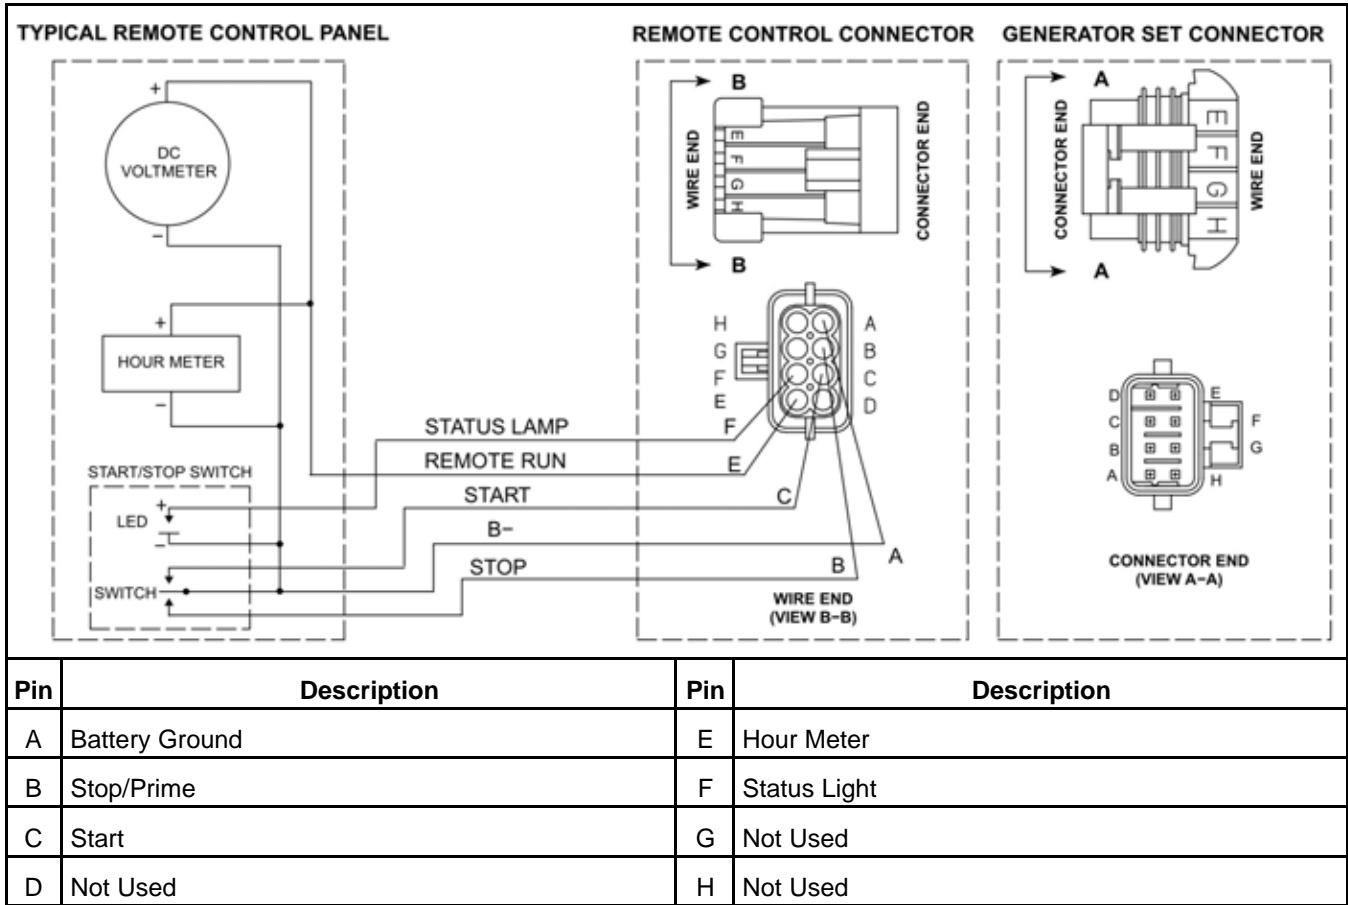 TYPICAL REMOTE CONTROL PANEL
REMOTE CONTROL CONNECTOR
GENERATOR SET CONNECTOR
+
DC
VOLTMETER
−
+
HOUR METER
−
START/STOP SWITCH
+
LED
−
SWITCH
STATUS LAMP
F
REMOTE RUN
E
START
C
B−
A
STOP
B
B
WIRE END
E
F
G
H
CONNECTOR END
B
H
G
F
E
A
B
C
D
WIRE END
(VIEW B−B)
A
CONNECTOR END
E
F
G
H
WIRE END
A
D
C
B
A
E
F
G
H
CONNECTOR END
(VIEW A−A)
Pin Description Pin Description
A Battery Ground E Hour Meter
B Stop/Prime F Status Light
C Start G Not Used
D Not Used H Not Used